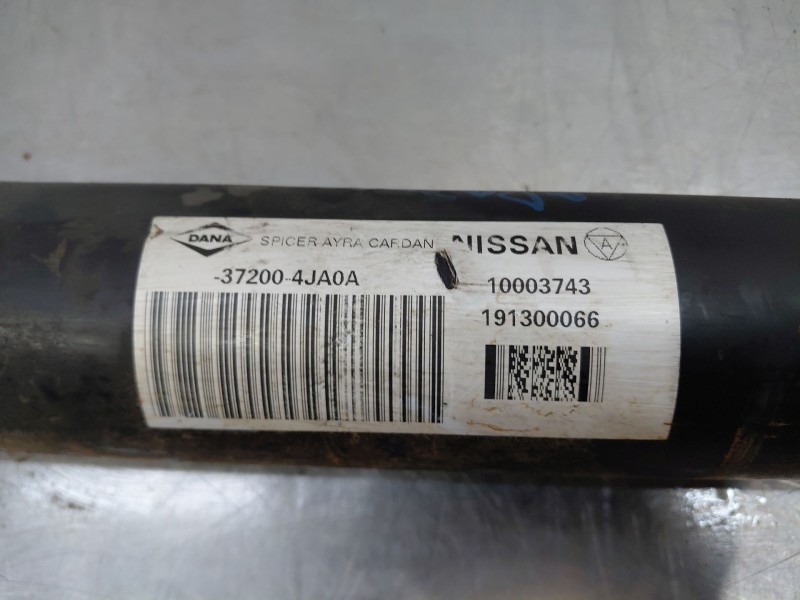 DANA SPICER AYRA CARDAN NISSAN A
-37200-4JA0A 10003743
191300066